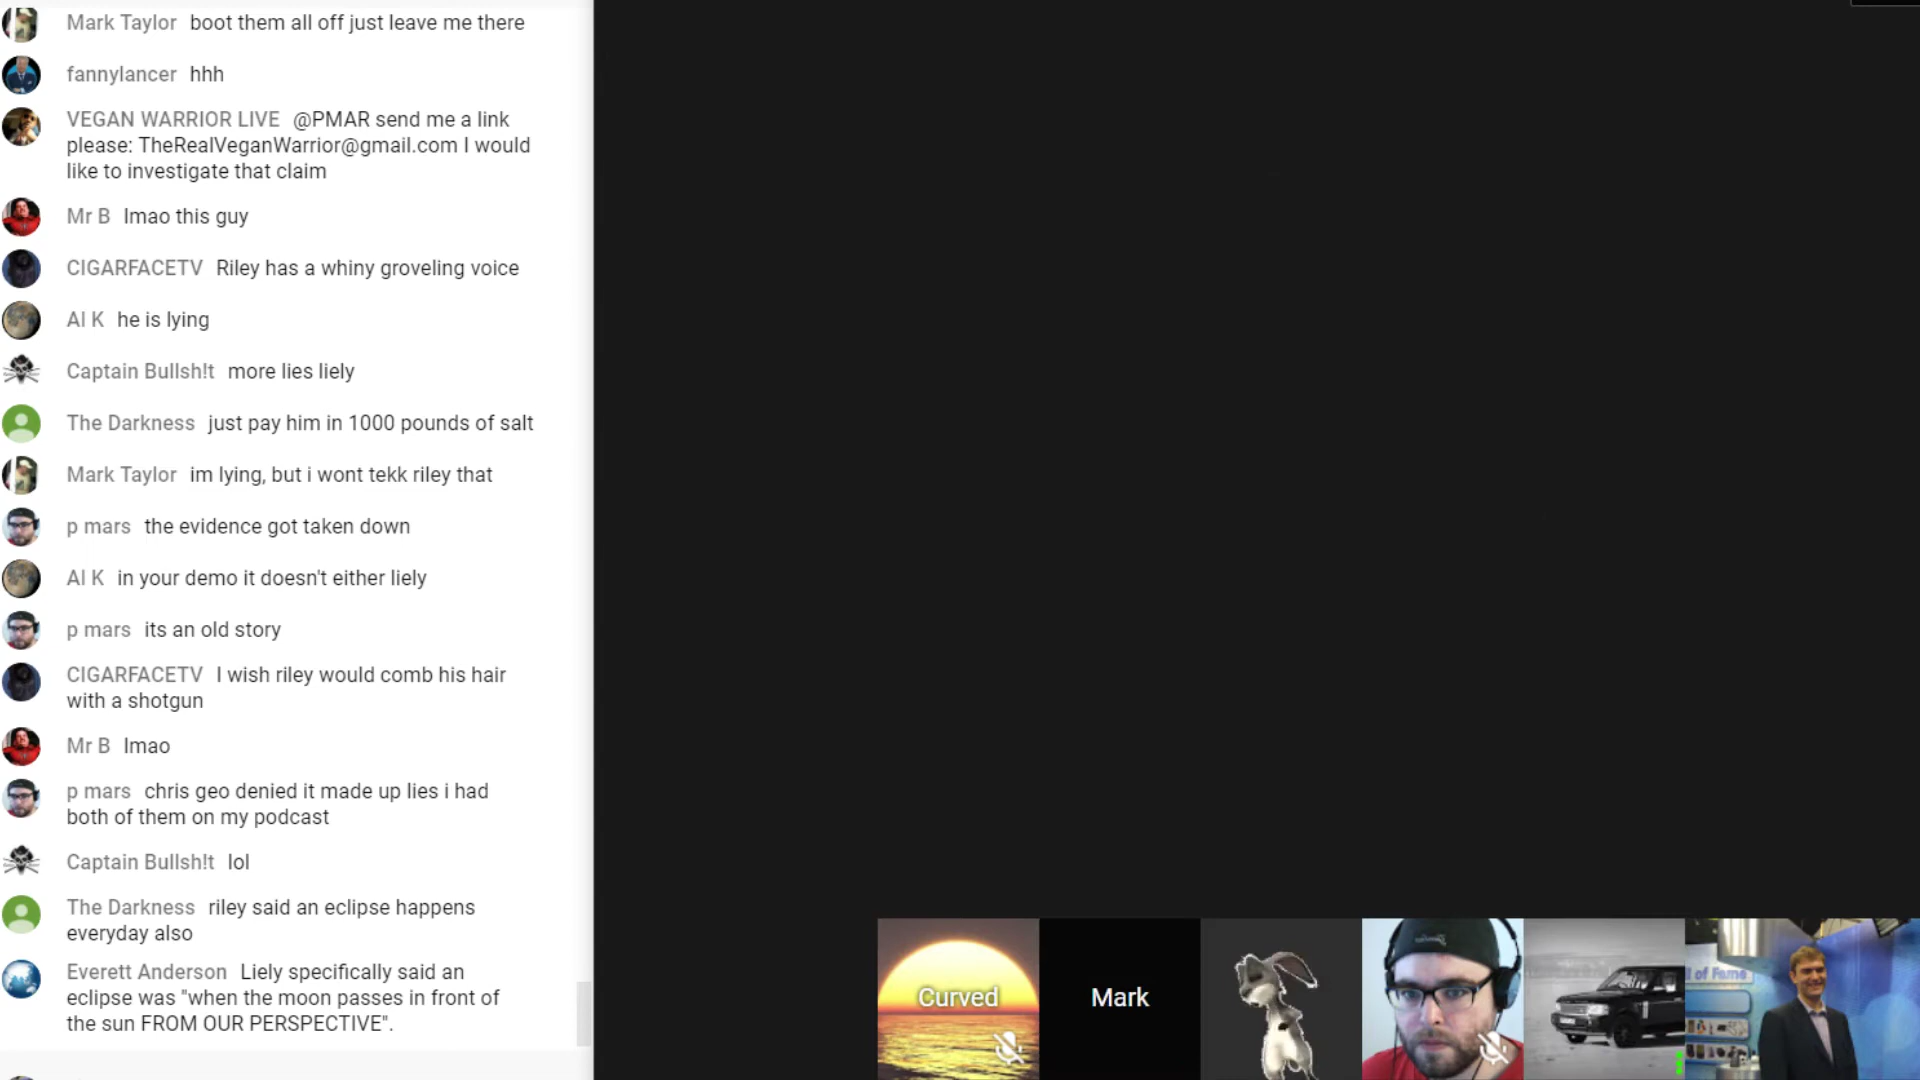 Mark Taylor boot them all off just leave me there
fannylancer hhh
VEGAN WARRIOR LIVE @PMAR send me a link
please: TheRealVeganWarrior@gmail.com I would
like to investigate that claim
Mr B lmao this guy
CIGARFACETV Riley has a whiny groveling voice
Al K he is lying
Captain Bullsh!t more lies liely
The Darkness just pay him in 1000 pounds of salt
Mark Taylor im lying, but i wont tekk riley that
p mars the evidence got taken down
Al K in your demo it doesn't either liely
p mars its an old story
CIGARFACETV I wish riley would comb his hair
with a shotgun
Mr B lmao
p mars chris geo denied it made up lies i had
both of them on my podcast
Captain Bullsh!t lol
The Darkness riley said an eclipse happens
everyday also
Everett Anderson Liely specifically said an
eclipse was "when the moon passes in front of
the sun FROM OUR PERSPECTIVE".
Curved
Mark
l of Fame